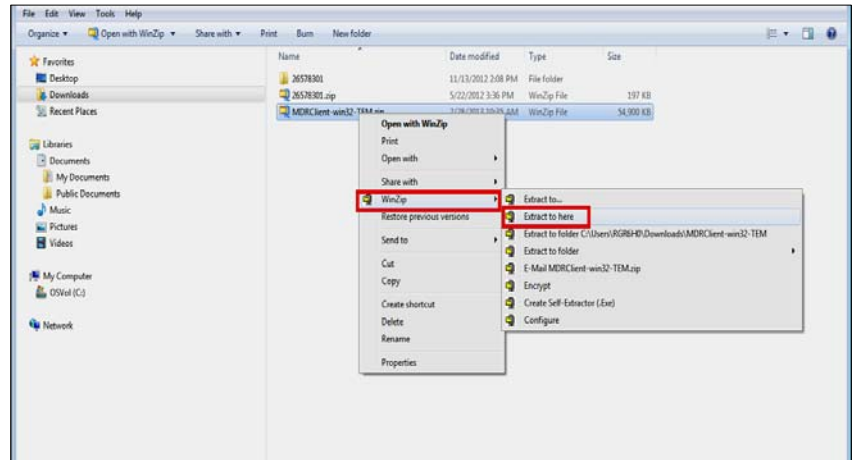 File Edit View Tools Help
Organize Open with WinZip Share with Print Burn New folder
Name Date modified Type Size
Favorites
Desktop
Downloads
Recent Places
Libraries
Documents
My Documents
Public Documents
Music
Pictures
Videos
My Computer
OSVol (C:)
Network
26578301 11/13/2012 2:08 PM File folder
26578301.zip 5/22/2012 3:36 PM WinZip File 197 KB
MDRClient-win32-TEM.zip WinZip File 54,900 KB
Open with WinZip
Print
Open with
Share with
WinZip
Restore previous versions
Send to
Cut
Copy
Create shortcut
Delete
Rename
Properties
Extract to...
Extract to here
Extract to folder C:\Users\RGR6H0\Downloads\MDRClient-win32-TEM
Extract to folder
E-Mail MDRClient-win32-TEM.zip
Encrypt
Create Self-Extractor (.Exe)
Configure